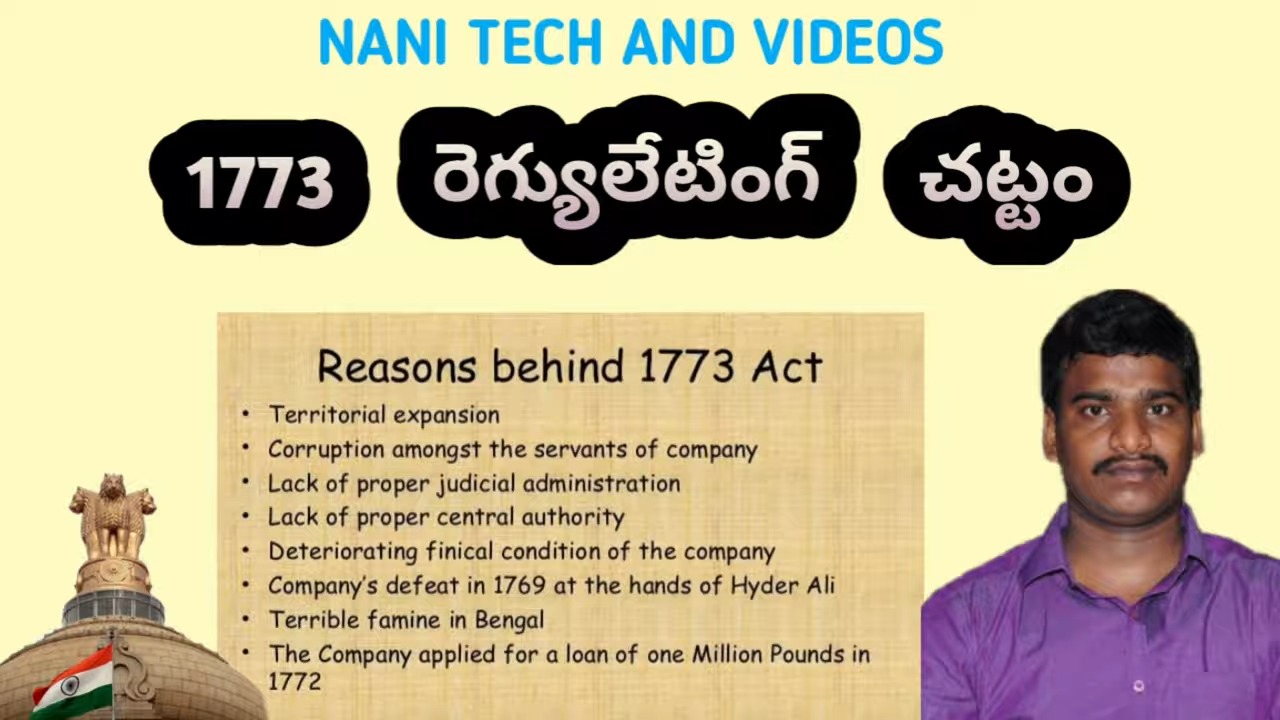 NANI TECH AND VIDEOS
1773 రెగ్యులేటింగ్ చట్టం
Reasons behind 1773 Act
• Territorial expansion
• Corruption amongst the servants of company
• Lack of proper judicial administration
• Lack of proper central authority
• Deteriorating finical condition of the company
• Company's defeat in 1769 at the hands of Hyder Ali
• Terrible famine in Bengal
• The Company applied for a loan of one Million Pounds in
1772